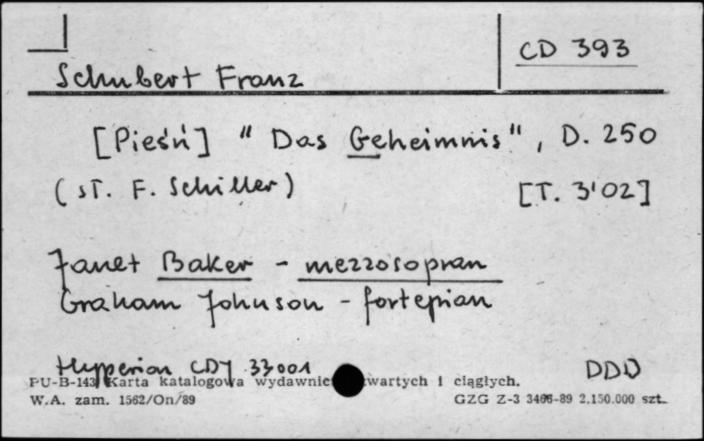 CD 393
Schubert Franz
[Pieśń] "Das Geheimnis", D. 250
(sł. F. Schiller) [T. 3'02]
Janet Baker - mezzosopran
Graham Johnson - fortepian
Hyperion CDJ 33001 DDD
PU-B-143 Karta katalogowa wydawnic wartych i ciągłych.
W.A. zam. 1562/On/89 GZG Z-3 -89 2.150.000 szt.